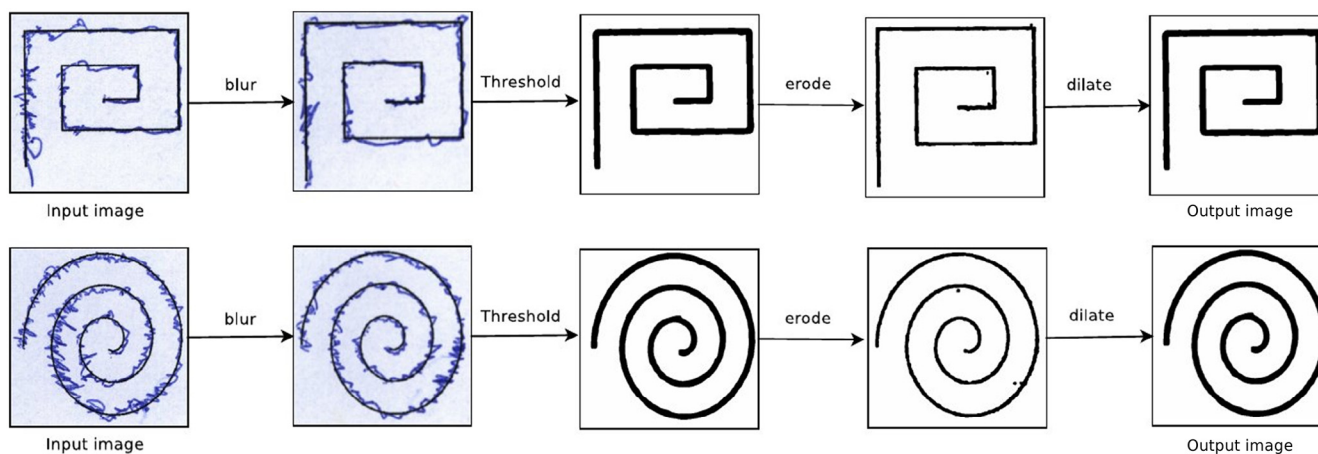 blur
Threshold
erode
dilate
Input image
Output image
blur
Threshold
erode
dilate
Input image
Output image